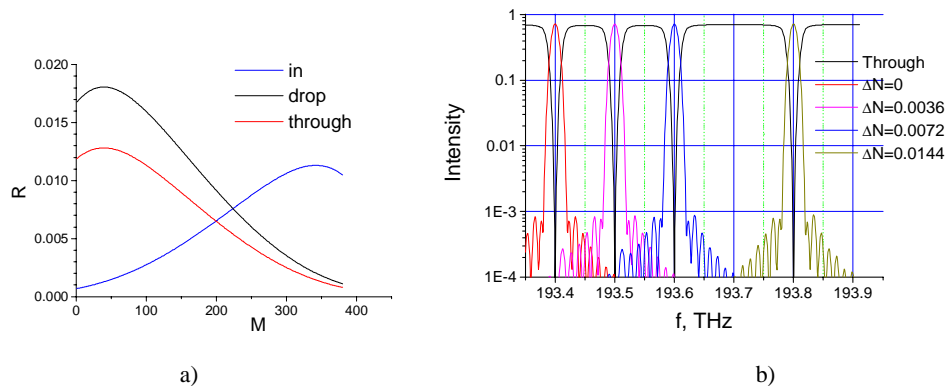 0.020
0.015
0.010
0.005
0.000
R
0
100
200
300
400
M
in
drop
through
a)
1
0.1
0.01
1E-3
1E-4
Intensity
193.4
193.5
193.6
193.7
193.8
193.9
f, THz
Through
ΔN=0
ΔN=0.0036
ΔN=0.0072
ΔN=0.0144
b)